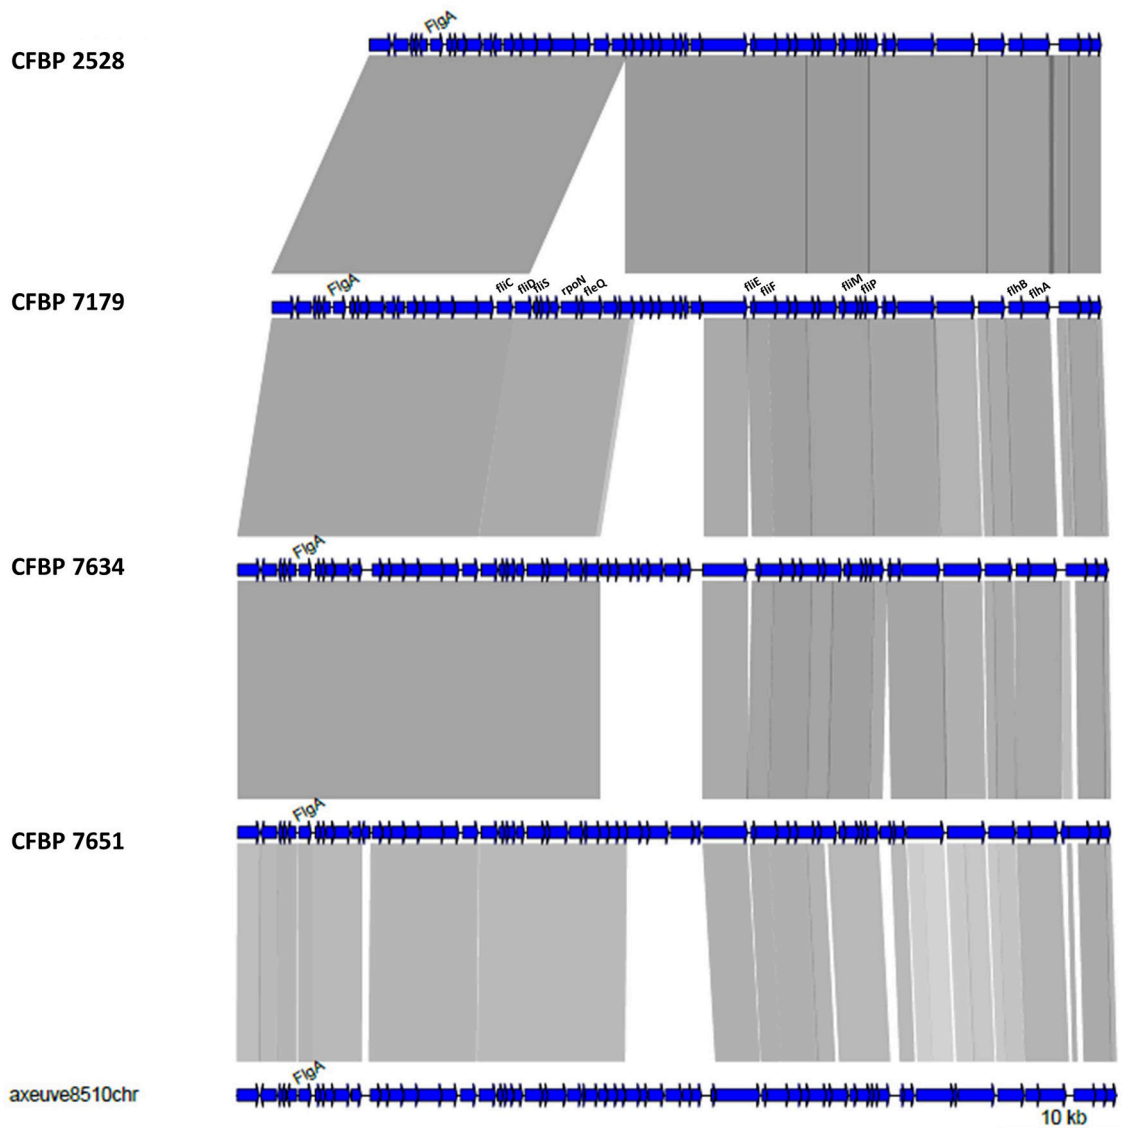 FlgA
CFBP 2528
FlgA
fliC
fliD
fliS
rpoN
fleQ
fliE
fliF
fliM
fliP
flhB
flhA
CFBP 7179
FlgA
CFBP 7634
FlgA
CFBP 7651
FlgA
axeuve8510chr
10 kb